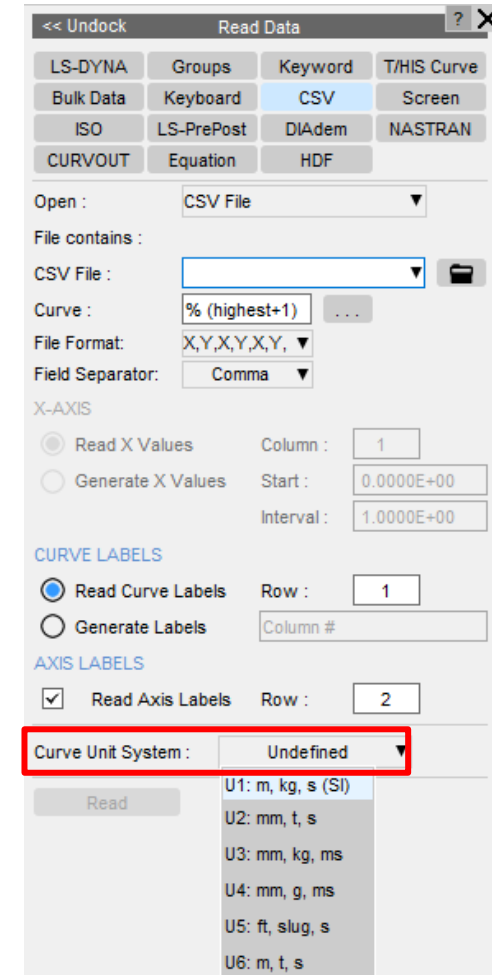 << Undock Read Data ? X
LS-DYNA Groups Keyword T/HIS Curve
Bulk Data Keyboard CSV Screen
ISO LS-PrePost DIAdem NASTRAN
CURVOUT Equation HDF
Open : CSV File
File contains :
CSV File :
Curve : % (highest+1) ...
File Format: X,Y,X,Y,X,Y,
Field Separator: Comma
X-AXIS
Read X Values Column : 1
Generate X Values Start : 0.0000E+00
Interval : 1.0000E+00
CURVE LABELS
Read Curve Labels Row : 1
Generate Labels Column #
AXIS LABELS
Read Axis Labels Row : 2
Curve Unit System : Undefined
Read
U1: m, kg, s (SI)
U2: mm, t, s
U3: mm, kg, ms
U4: mm, g, ms
U5: ft, slug, s
U6: m, t, s